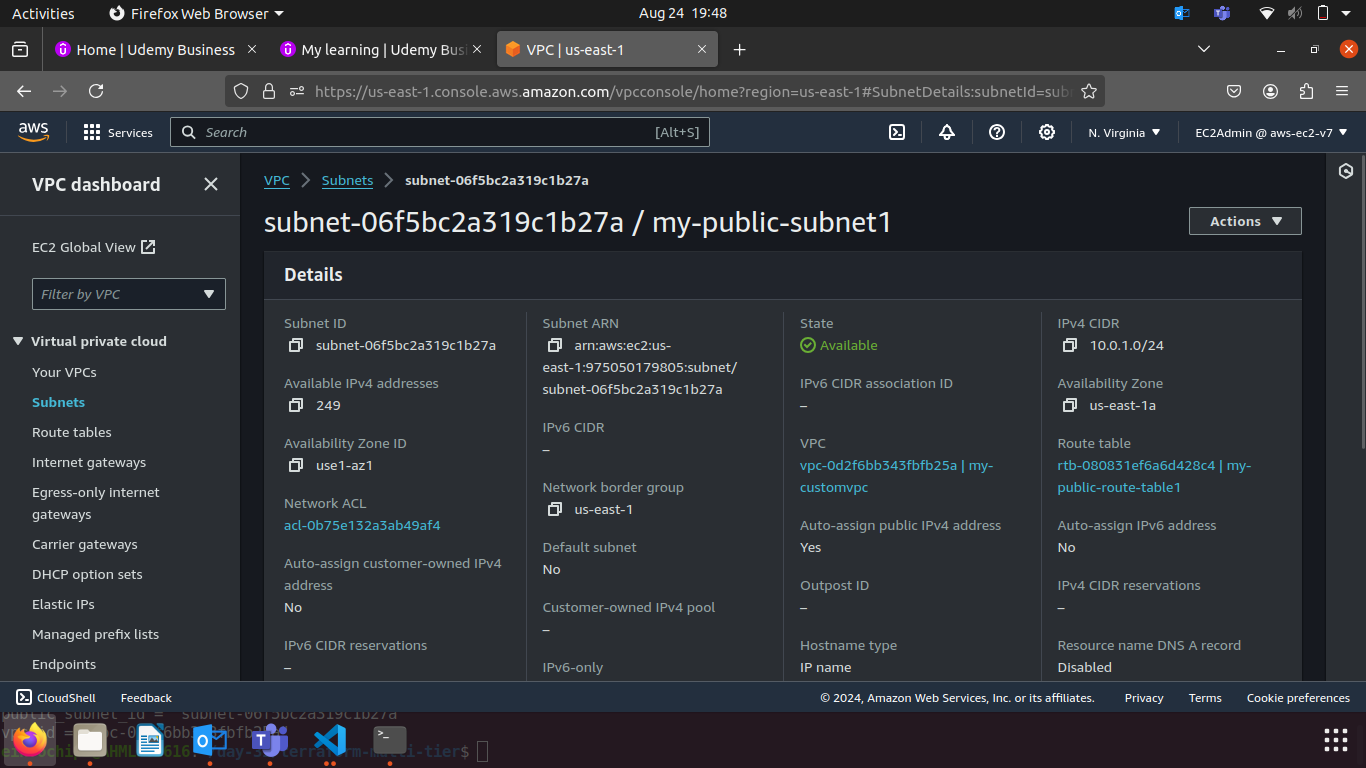 Activities
Firefox Web Browser
Aug 24 19:48
Home | Udemy Business
My learning | Udemy Bus
VPC | us-east-1
https://us-east-1.console.aws.amazon.com/vpcconsole/home?region=us-east-1#SubnetDetails:subnetId=sub
aws
Services
Search
[Alt+S]
N. Virginia
EC2Admin @ aws-ec2-v7
VPC dashboard
EC2 Global View
Filter by VPC
Virtual private cloud
Your VPCs
Subnets
Route tables
Internet gateways
Egress-only internet
gateways
Carrier gateways
DHCP option sets
Elastic IPs
Managed prefix lists
Endpoints
VPC
Subnets
subnet-06f5bc2a319c1b27a
subnet-06f5bc2a319c1b27a / my-public-subnet1
Actions
Details
Subnet ID
subnet-06f5bc2a319c1b27a
Available IPv4 addresses
249
Availability Zone ID
use1-az1
Network ACL
acl-0b75e132a3ab49af4
Auto-assign customer-owned IPv4
address
No
IPv6 CIDR reservations
–
Subnet ARN
arn:aws:ec2:us-
east-1:975050179805:subnet/
subnet-06f5bc2a319c1b27a
IPv6 CIDR
–
Network border group
us-east-1
Default subnet
No
Customer-owned IPv4 pool
–
IPv6-only
State
Available
IPv6 CIDR association ID
–
VPC
vpc-0d2f6bb343fbfb25a | my-
customvpc
Auto-assign public IPv4 address
Yes
Outpost ID
–
Hostname type
IP name
IPv4 CIDR
10.0.1.0/24
Availability Zone
us-east-1a
Route table
rtb-080831ef6a6d428c4 | my-
public-route-table1
Auto-assign IPv6 address
No
IPv4 CIDR reservations
–
Resource name DNS A record
Disabled
CloudShell
Feedback
© 2024, Amazon Web Services, Inc. or its affiliates.
Privacy
Terms
Cookie preferences
public_subnet_id = "subnet-06f5bc2a319c1b27a